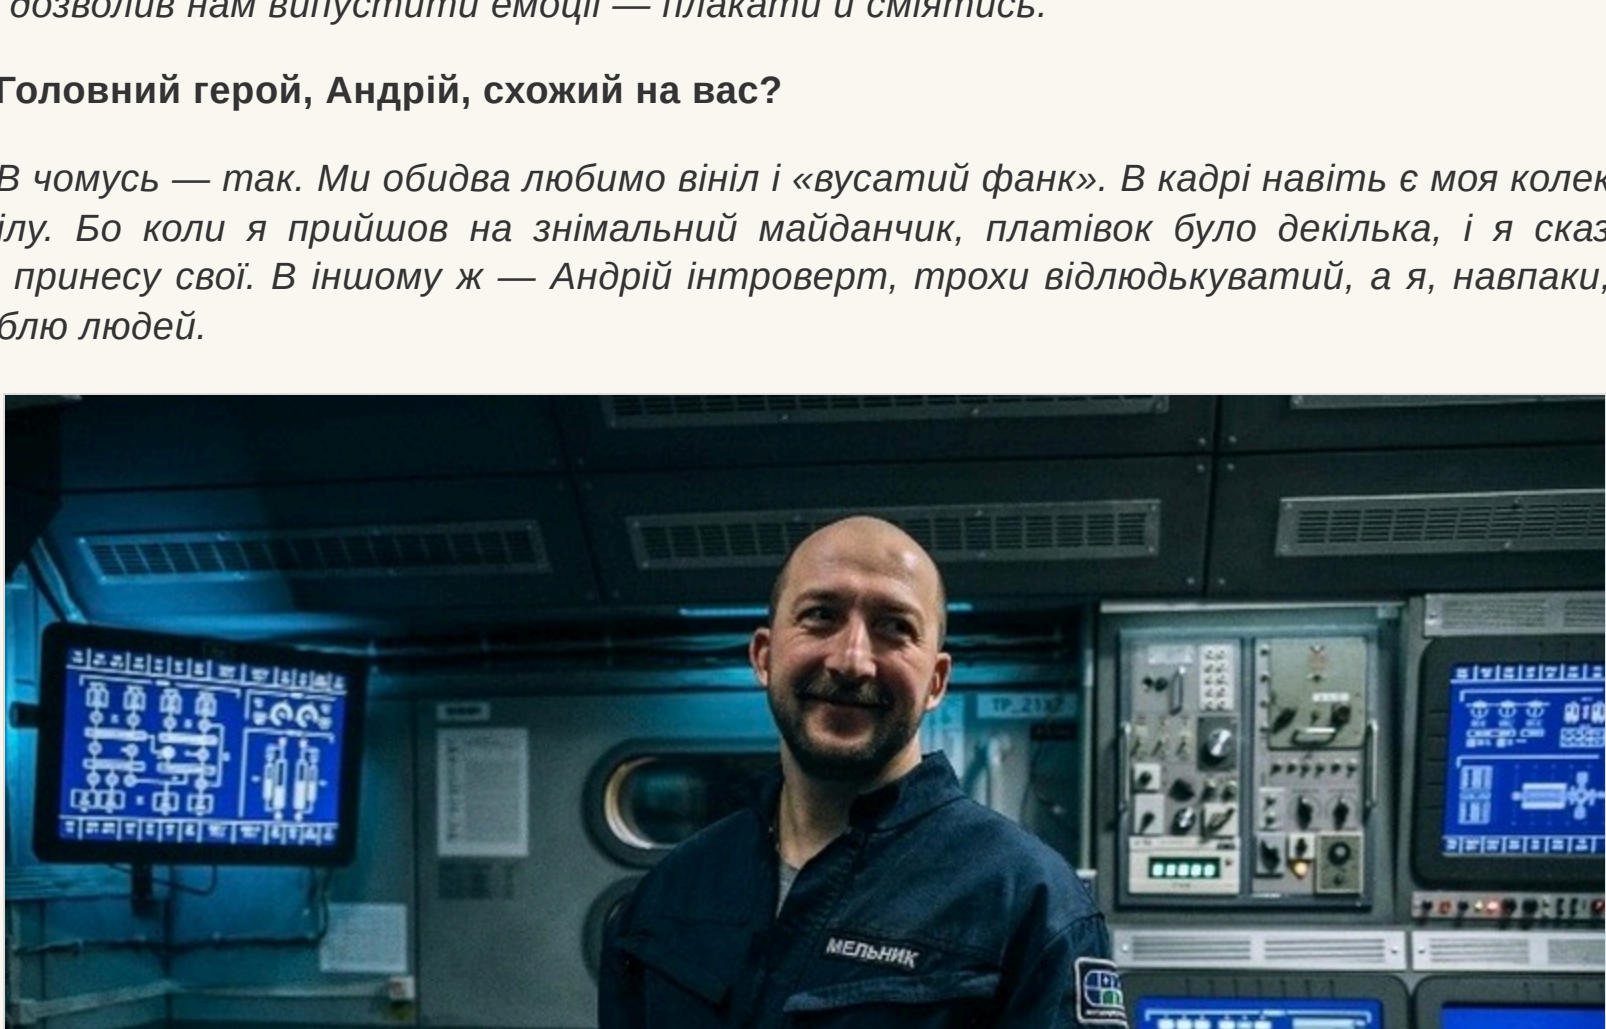 дозволив нам випустити емоції — плакати й сміятись.
Головний герой, Андрій, схожий на вас?
В чомусь — так. Ми обидва любимо вініл і «вусатий фанк». В кадрі навіть є моя колек
ілу. Бо коли я прийшов на знімальний майданчик, платівок було декілька, і я сказ
принесу свої. В іншому ж — Андрій інтроверт, трохи відлюдькуватий, а я, навпаки,
блю людей.
МЕЛЬНИК